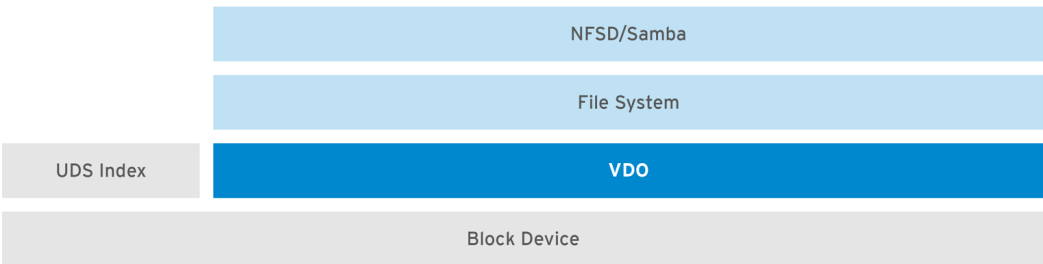 NFSD/Samba
File System
UDS Index
VDO
Block Device